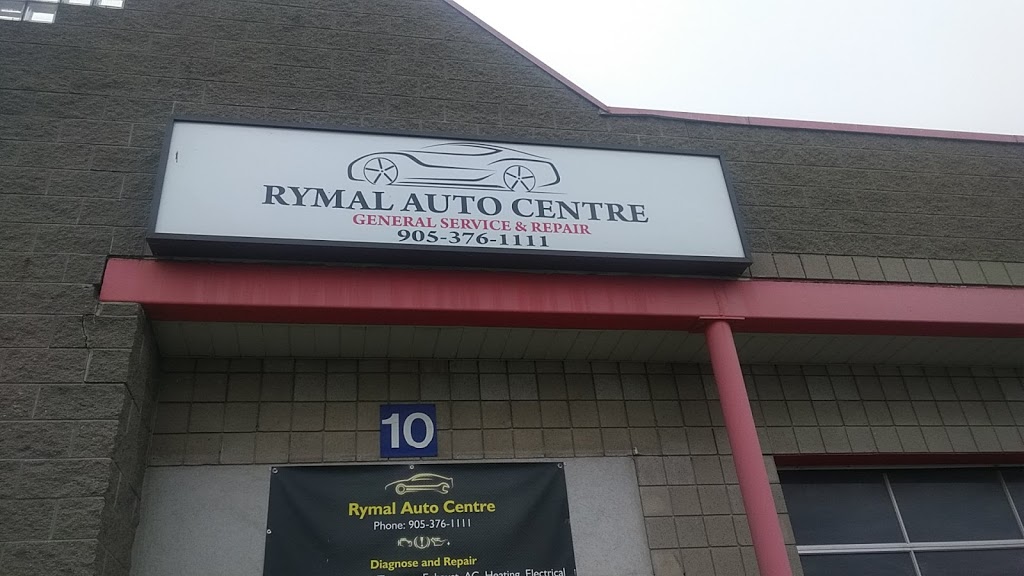 RYMAL AUTO CENTRE
GENERAL SERVICE & REPAIR
905-376-1111
10
Rymal Auto Centre
Phone: 905-376-1111
Diagnose and Repair
Exhaust, AC, Heating, Electrical